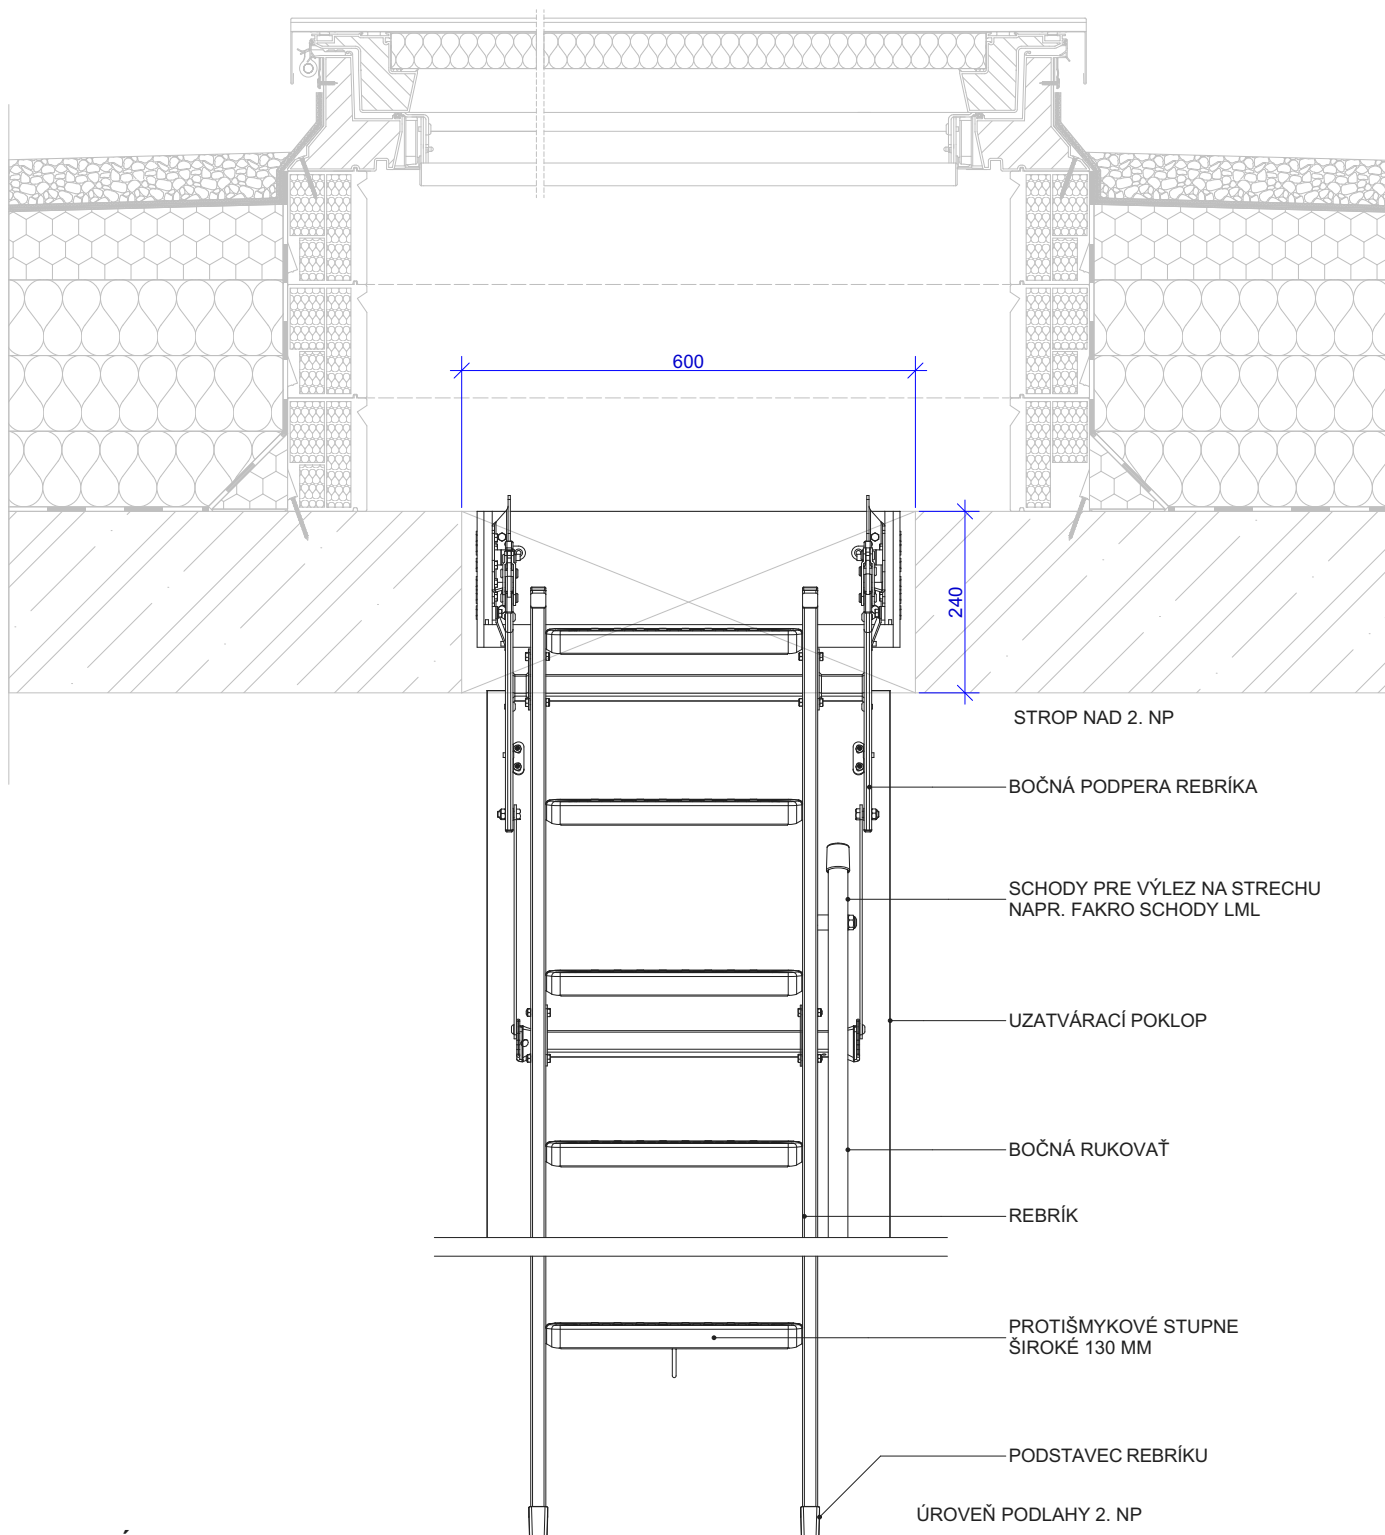 600
240
STROP NAD 2. NP
BOČNÁ PODPERA REBRÍKA
SCHODY PRE VÝLEZ NA STRECHU
NAPR. FAKRO SCHODY LML
UZATVÁRACÍ POKLOP
BOČNÁ RUKOVAŤ
REBRÍK
PROTIŠMYKOVÉ STUPNE
ŠIROKÉ 130 MM
PODSTAVEC REBRÍKU
ÚROVEŇ PODLAHY 2. NP